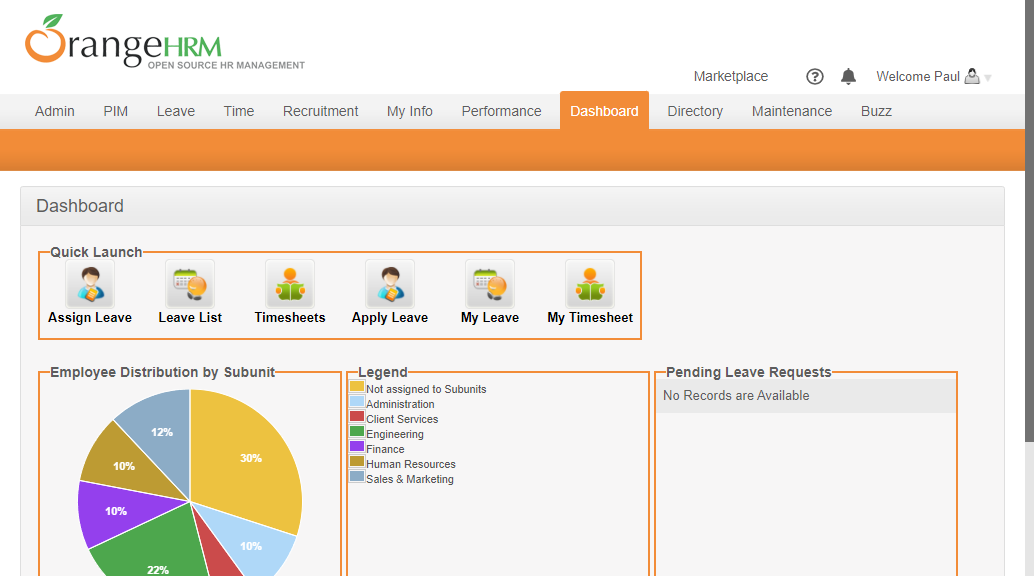 OrangeHRM
OPEN SOURCE HR MANAGEMENT
Marketplace ? Welcome Paul
Admin PIM Leave Time Recruitment My Info Performance Dashboard Directory Maintenance Buzz
Dashboard
Quick Launch
Assign Leave Leave List Timesheets Apply Leave My Leave My Timesheet
Employee Distribution by Subunit
12%
30%
10%
10%
10%
22%
Legend
Not assigned to Subunits
Administration
Client Services
Engineering
Finance
Human Resources
Sales & Marketing
Pending Leave Requests
No Records are Available